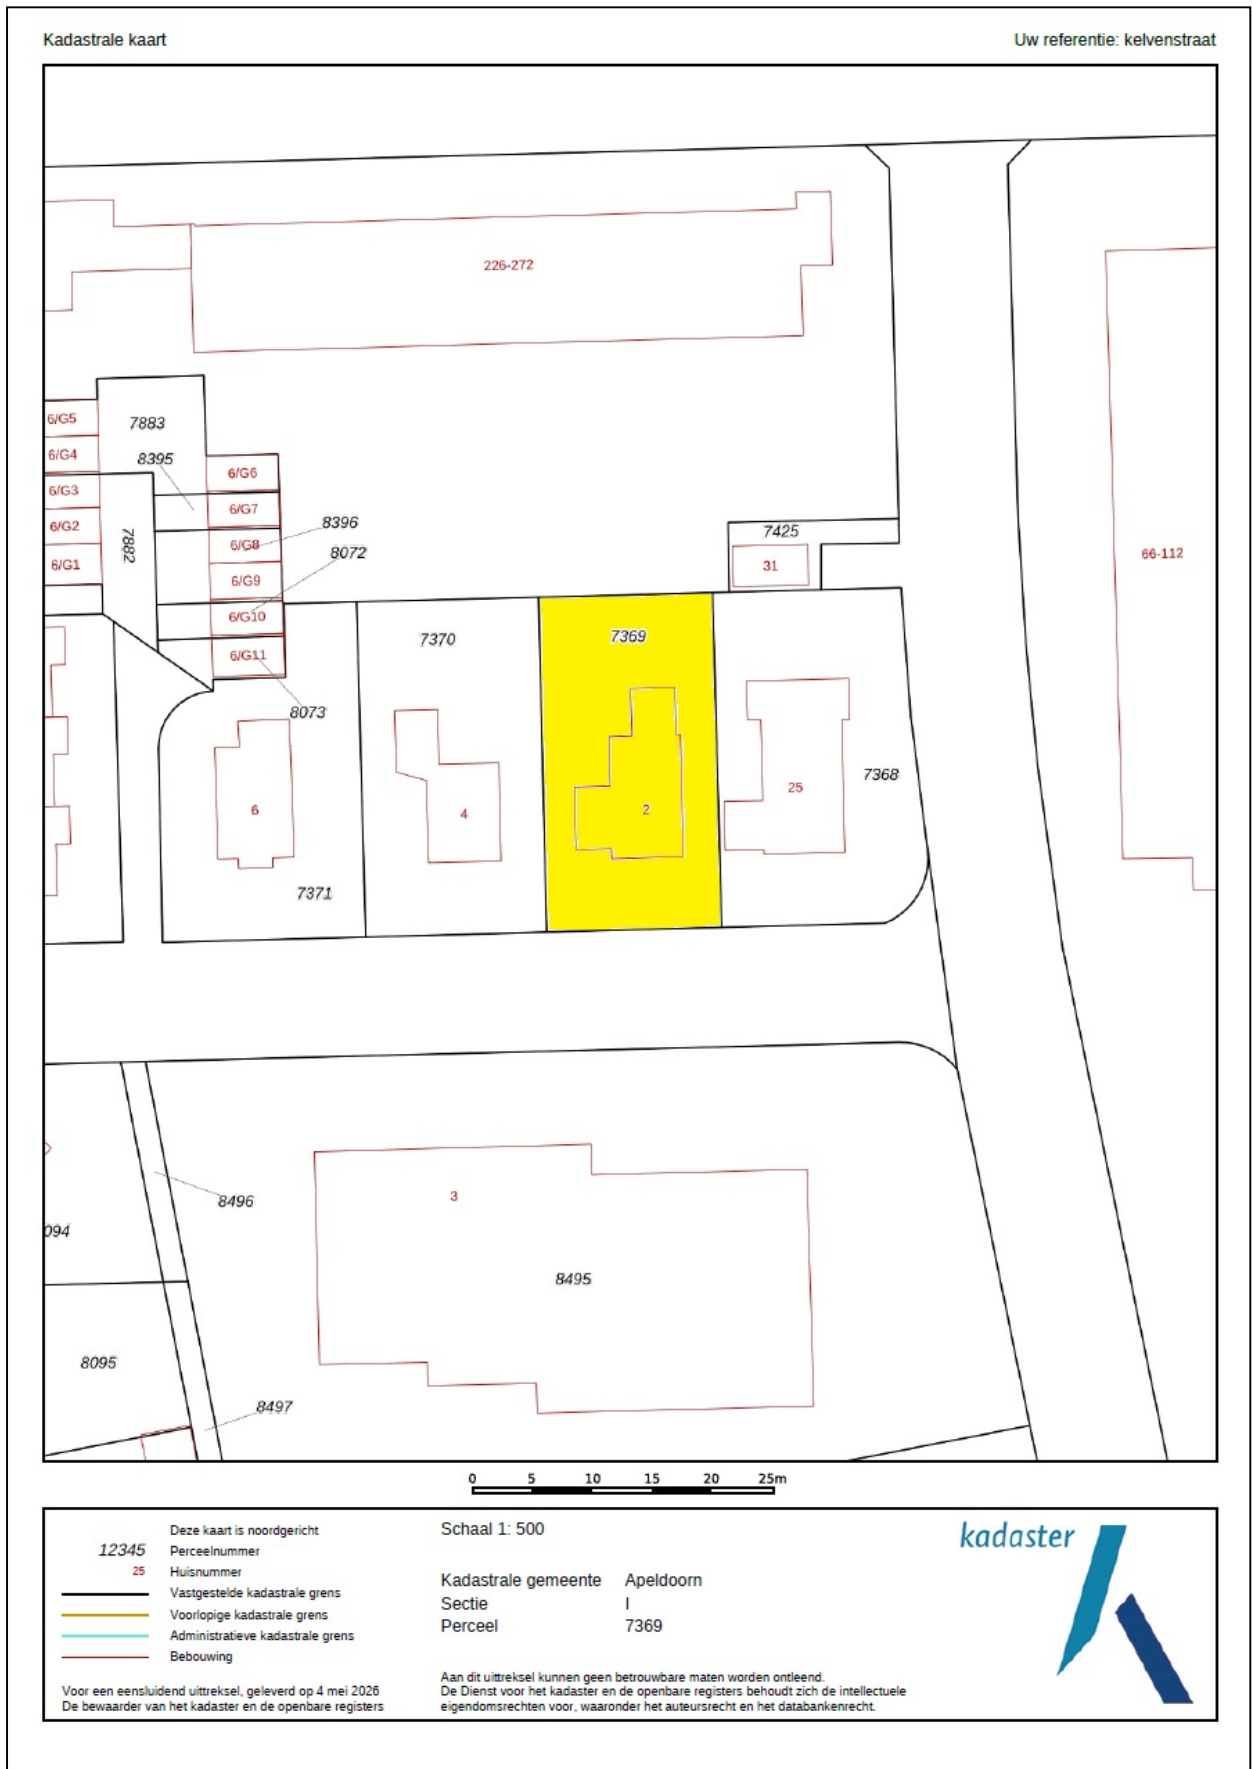 Kadastrale kaart
Uw referentie: kelvenstraat
226-272
6/G5
7883
6/G4
8395
6/G6
6/G3
6/G7
6/G2
7882
8396
6/G8
7425
8072
66-112
6/G1
31
6/G9
6/G10
7370
7369
6/G11
8073
7368
25
6
4
2
7371
3
8496
094
8495
8095
8497
0 5 10 15 20 25m
Deze kaart is noordgericht
12345 Perceelnummer
25 Huisnummer
Vastgestelde kadastrale grens
Voorlopige kadastrale grens
Administratieve kadastrale grens
Bebouwing
Voor een eensluidend uittreksel, geleverd op 4 mei 2026
De bewaarder van het kadaster en de openbare registers
Schaal 1: 500
Kadastrale gemeente Apeldoorn
Sectie I
Perceel 7369
Aan dit uittreksel kunnen geen betrouwbare maten worden ontleend.
De Dienst voor het kadaster en de openbare registers behoudt zich de intellectuele
eigendomsrechten voor, waaronder het auteursrecht en het databankenrecht.
kadaster